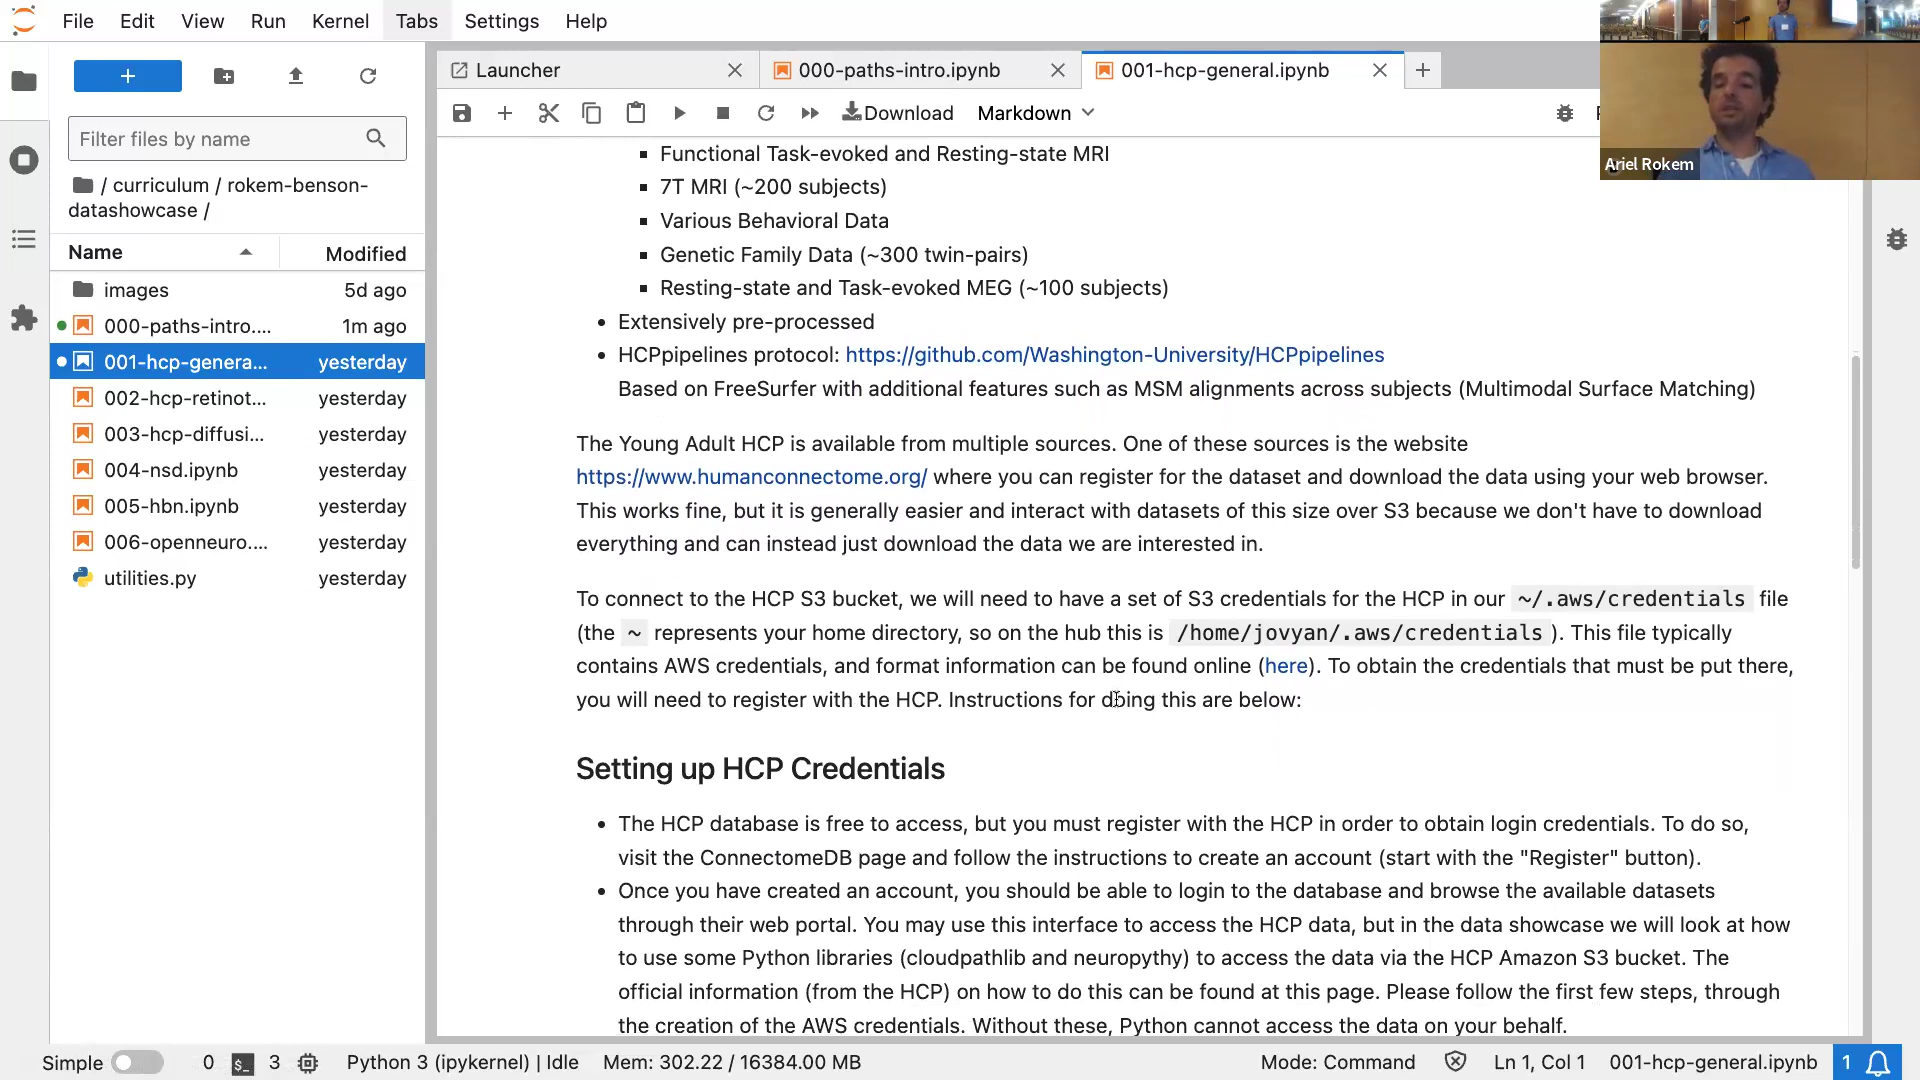 File Edit View Run Kernel Tabs Settings Help
Launcher
000-paths-intro.ipynb
001-hcp-general.ipynb
Filter files by name
/ curriculum / rokem-benson-
datashowcase /
Name Modified
images 5d ago
000-paths-intro.... 1m ago
001-hcp-genera... yesterday
002-hcp-retinot... yesterday
003-hcp-diffusi... yesterday
004-nsd.ipynb yesterday
005-hbn.ipynb yesterday
006-openneuro.... yesterday
utilities.py yesterday
Download Markdown
Ariel Rokem
Functional Task-evoked and Resting-state MRI
7T MRI (~200 subjects)
Various Behavioral Data
Genetic Family Data (~300 twin-pairs)
Resting-state and Task-evoked MEG (~100 subjects)
Extensively pre-processed
HCPpipelines protocol: https://github.com/Washington-University/HCPpipelines
Based on FreeSurfer with additional features such as MSM alignments across subjects (Multimodal Surface Matching)
The Young Adult HCP is available from multiple sources. One of these sources is the website
https://www.humanconnectome.org/ where you can register for the dataset and download the data using your web browser.
This works fine, but it is generally easier and interact with datasets of this size over S3 because we don't have to download
everything and can instead just download the data we are interested in.
To connect to the HCP S3 bucket, we will need to have a set of S3 credentials for the HCP in our ~/.aws/credentials file
(the ~ represents your home directory, so on the hub this is /home/jovyan/.aws/credentials ). This file typically
contains AWS credentials, and format information can be found online (here). To obtain the credentials that must be put there,
you will need to register with the HCP. Instructions for doing this are below:
Setting up HCP Credentials
The HCP database is free to access, but you must register with the HCP in order to obtain login credentials. To do so,
visit the ConnectomeDB page and follow the instructions to create an account (start with the "Register" button).
Once you have created an account, you should be able to login to the database and browse the available datasets
through their web portal. You may use this interface to access the HCP data, but in the data showcase we will look at how
to use some Python libraries (cloudpathlib and neuropythy) to access the data via the HCP Amazon S3 bucket. The
official information (from the HCP) on how to do this can be found at this page. Please follow the first few steps, through
the creation of the AWS credentials. Without these, Python cannot access the data on your behalf.
Simple 0 3 Python 3 (ipykernel) | Idle Mem: 302.22 / 16384.00 MB Mode: Command Ln 1, Col 1 001-hcp-general.ipynb 1